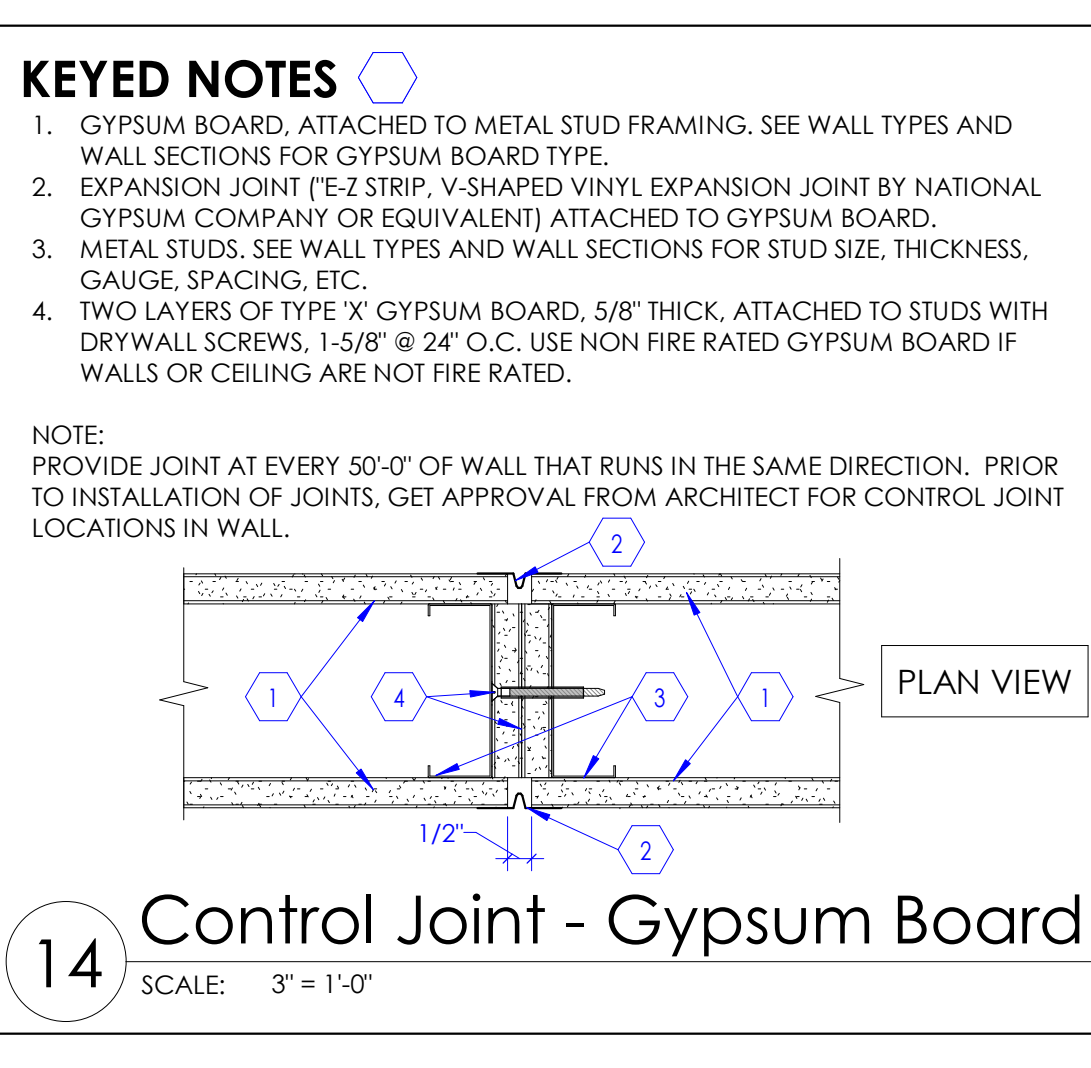 KEYED NOTES
1. GYPSUM BOARD, ATTACHED TO METAL STUD FRAMING. SEE WALL TYPES AND
WALL SECTIONS FOR GYPSUM BOARD TYPE.
2. EXPANSION JOINT ("E-Z STRIP, V-SHAPED VINYL EXPANSION JOINT BY NATIONAL
GYPSUM COMPANY OR EQUIVALENT) ATTACHED TO GYPSUM BOARD.
3. METAL STUDS. SEE WALL TYPES AND WALL SECTIONS FOR STUD SIZE, THICKNESS,
GAUGE, SPACING, ETC.
4. TWO LAYERS OF TYPE 'X' GYPSUM BOARD, 5/8" THICK, ATTACHED TO STUDS WITH
DRYWALL SCREWS, 1-5/8" @ 24" O.C. USE NON FIRE RATED GYPSUM BOARD IF
WALLS OR CEILING ARE NOT FIRE RATED.
NOTE:
PROVIDE JOINT AT EVERY 50'-0" OF WALL THAT RUNS IN THE SAME DIRECTION. PRIOR
TO INSTALLATION OF JOINTS, GET APPROVAL FROM ARCHITECT FOR CONTROL JOINT
LOCATIONS IN WALL.
2
1 4 3 1
PLAN VIEW
1/2"
2
14 Control Joint - Gypsum Board
SCALE: 3" = 1'-0"